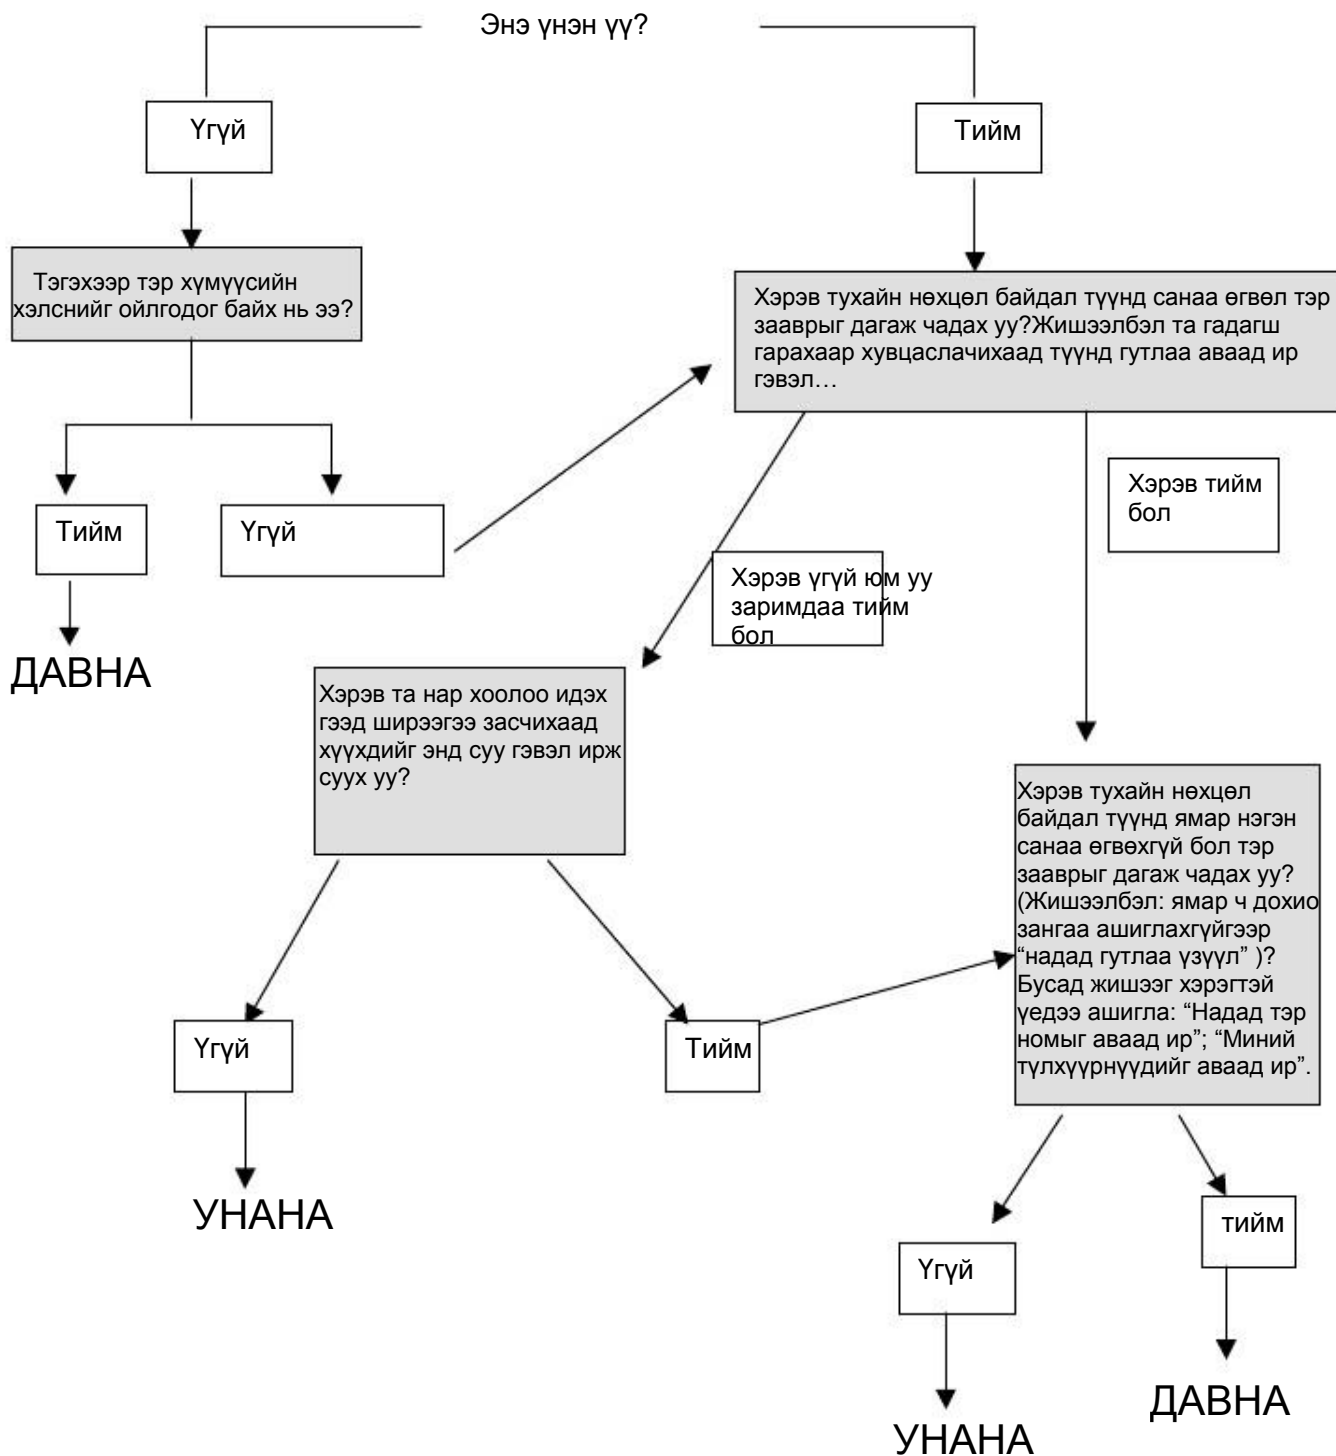 Энэ үнэн үү?
Үгүй
Тийм
Тэгэхээр тэр хүмүүсийн
хэлснийг ойлгодог байх нь ээ?
Хэрэв тухайн нөхцөл байдал түүнд санаа өгвөл тэр
зааврыг дагаж чадах уу?Жишээлбэл та гадагш
гарахаар хувцаслачихаад түүнд гутлаа аваад ир
гэвэл…
Тийм
Үгүй
Хэрэв тийм
бол
Хэрэв үгүй юм уу
заримдаа тийм
бол
ДАВНА
Хэрэв та нар хоолоо идэх
гээд ширээгээ засчихаад
хүүхдийг энд суу гэвэл ирж
суух уу?
Хэрэв тухайн нөхцөл
байдал түүнд ямар нэгэн
санаа өгвөхгүй бол тэр
зааврыг дагаж чадах уу?
(Жишээлбэл: ямар ч дохио
зангаа ашиглахгүйгээр
“надад гутлаа үзүүл” )?
Бусад жишээг хэрэгтэй
үедээ ашигла: “Надад тэр
номыг аваад ир”; “Миний
түлхүүрнүүдийг аваад ир”.
Үгүй
Тийм
УНАНА
Үгүй
тийм
УНАНА
ДАВНА